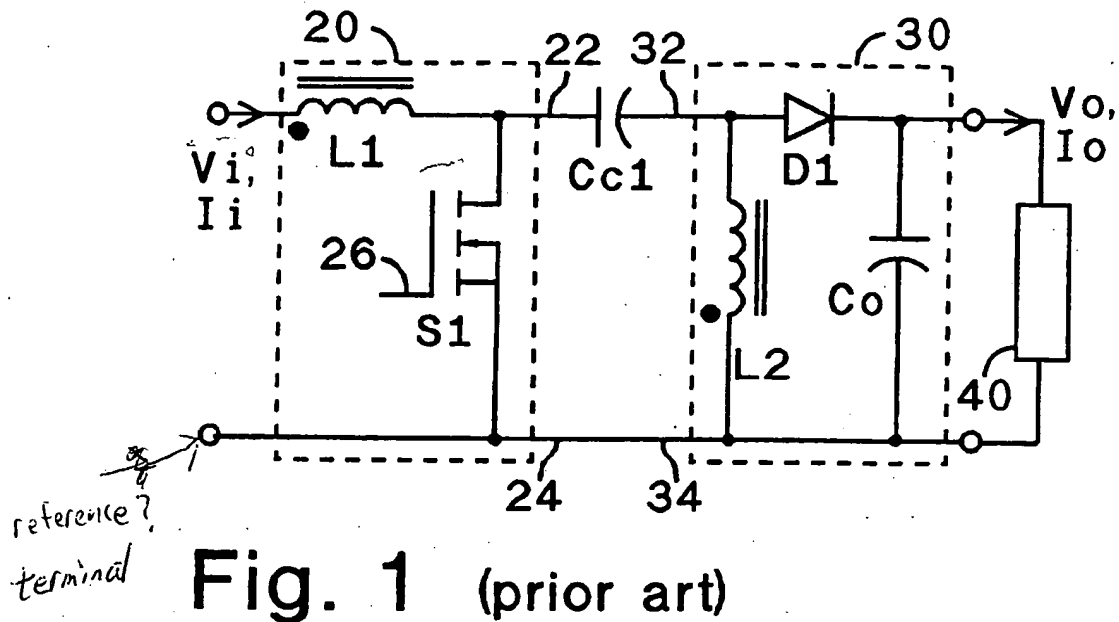 20
22
32
30
L1
Vi,
Ii
Cc1
D1
Vo,
Io
26
S1
Co
L2
40
24
34
reference?
terminal
Fig. 1 (prior art)